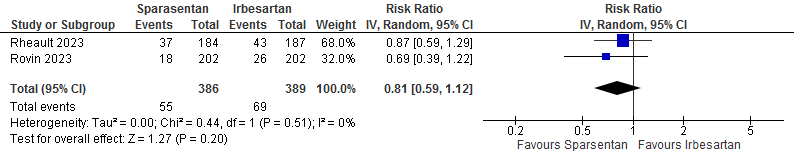 Sparsentan Irbesartan Risk Ratio Risk Ratio
Study or Subgroup Events Total Events Total Weight IV, Random, 95% CI IV, Random, 95% CI
Rheault 2023 37 184 43 187 68.0% 0.87 [0.59, 1.29]
Rovin 2023 18 202 26 202 32.0% 0.69 [0.39, 1.22]
Total (95% CI) 386 389 100.0% 0.81 [0.59, 1.12]
Total events 55 69
Heterogeneity: Tau² = 0.00; Chi² = 0.44, df = 1 (P = 0.51); I² = 0%
Test for overall effect: Z = 1.27 (P = 0.20)
0.2 0.5 1 2 5
Favours Sparsentan Favours Irbesartan